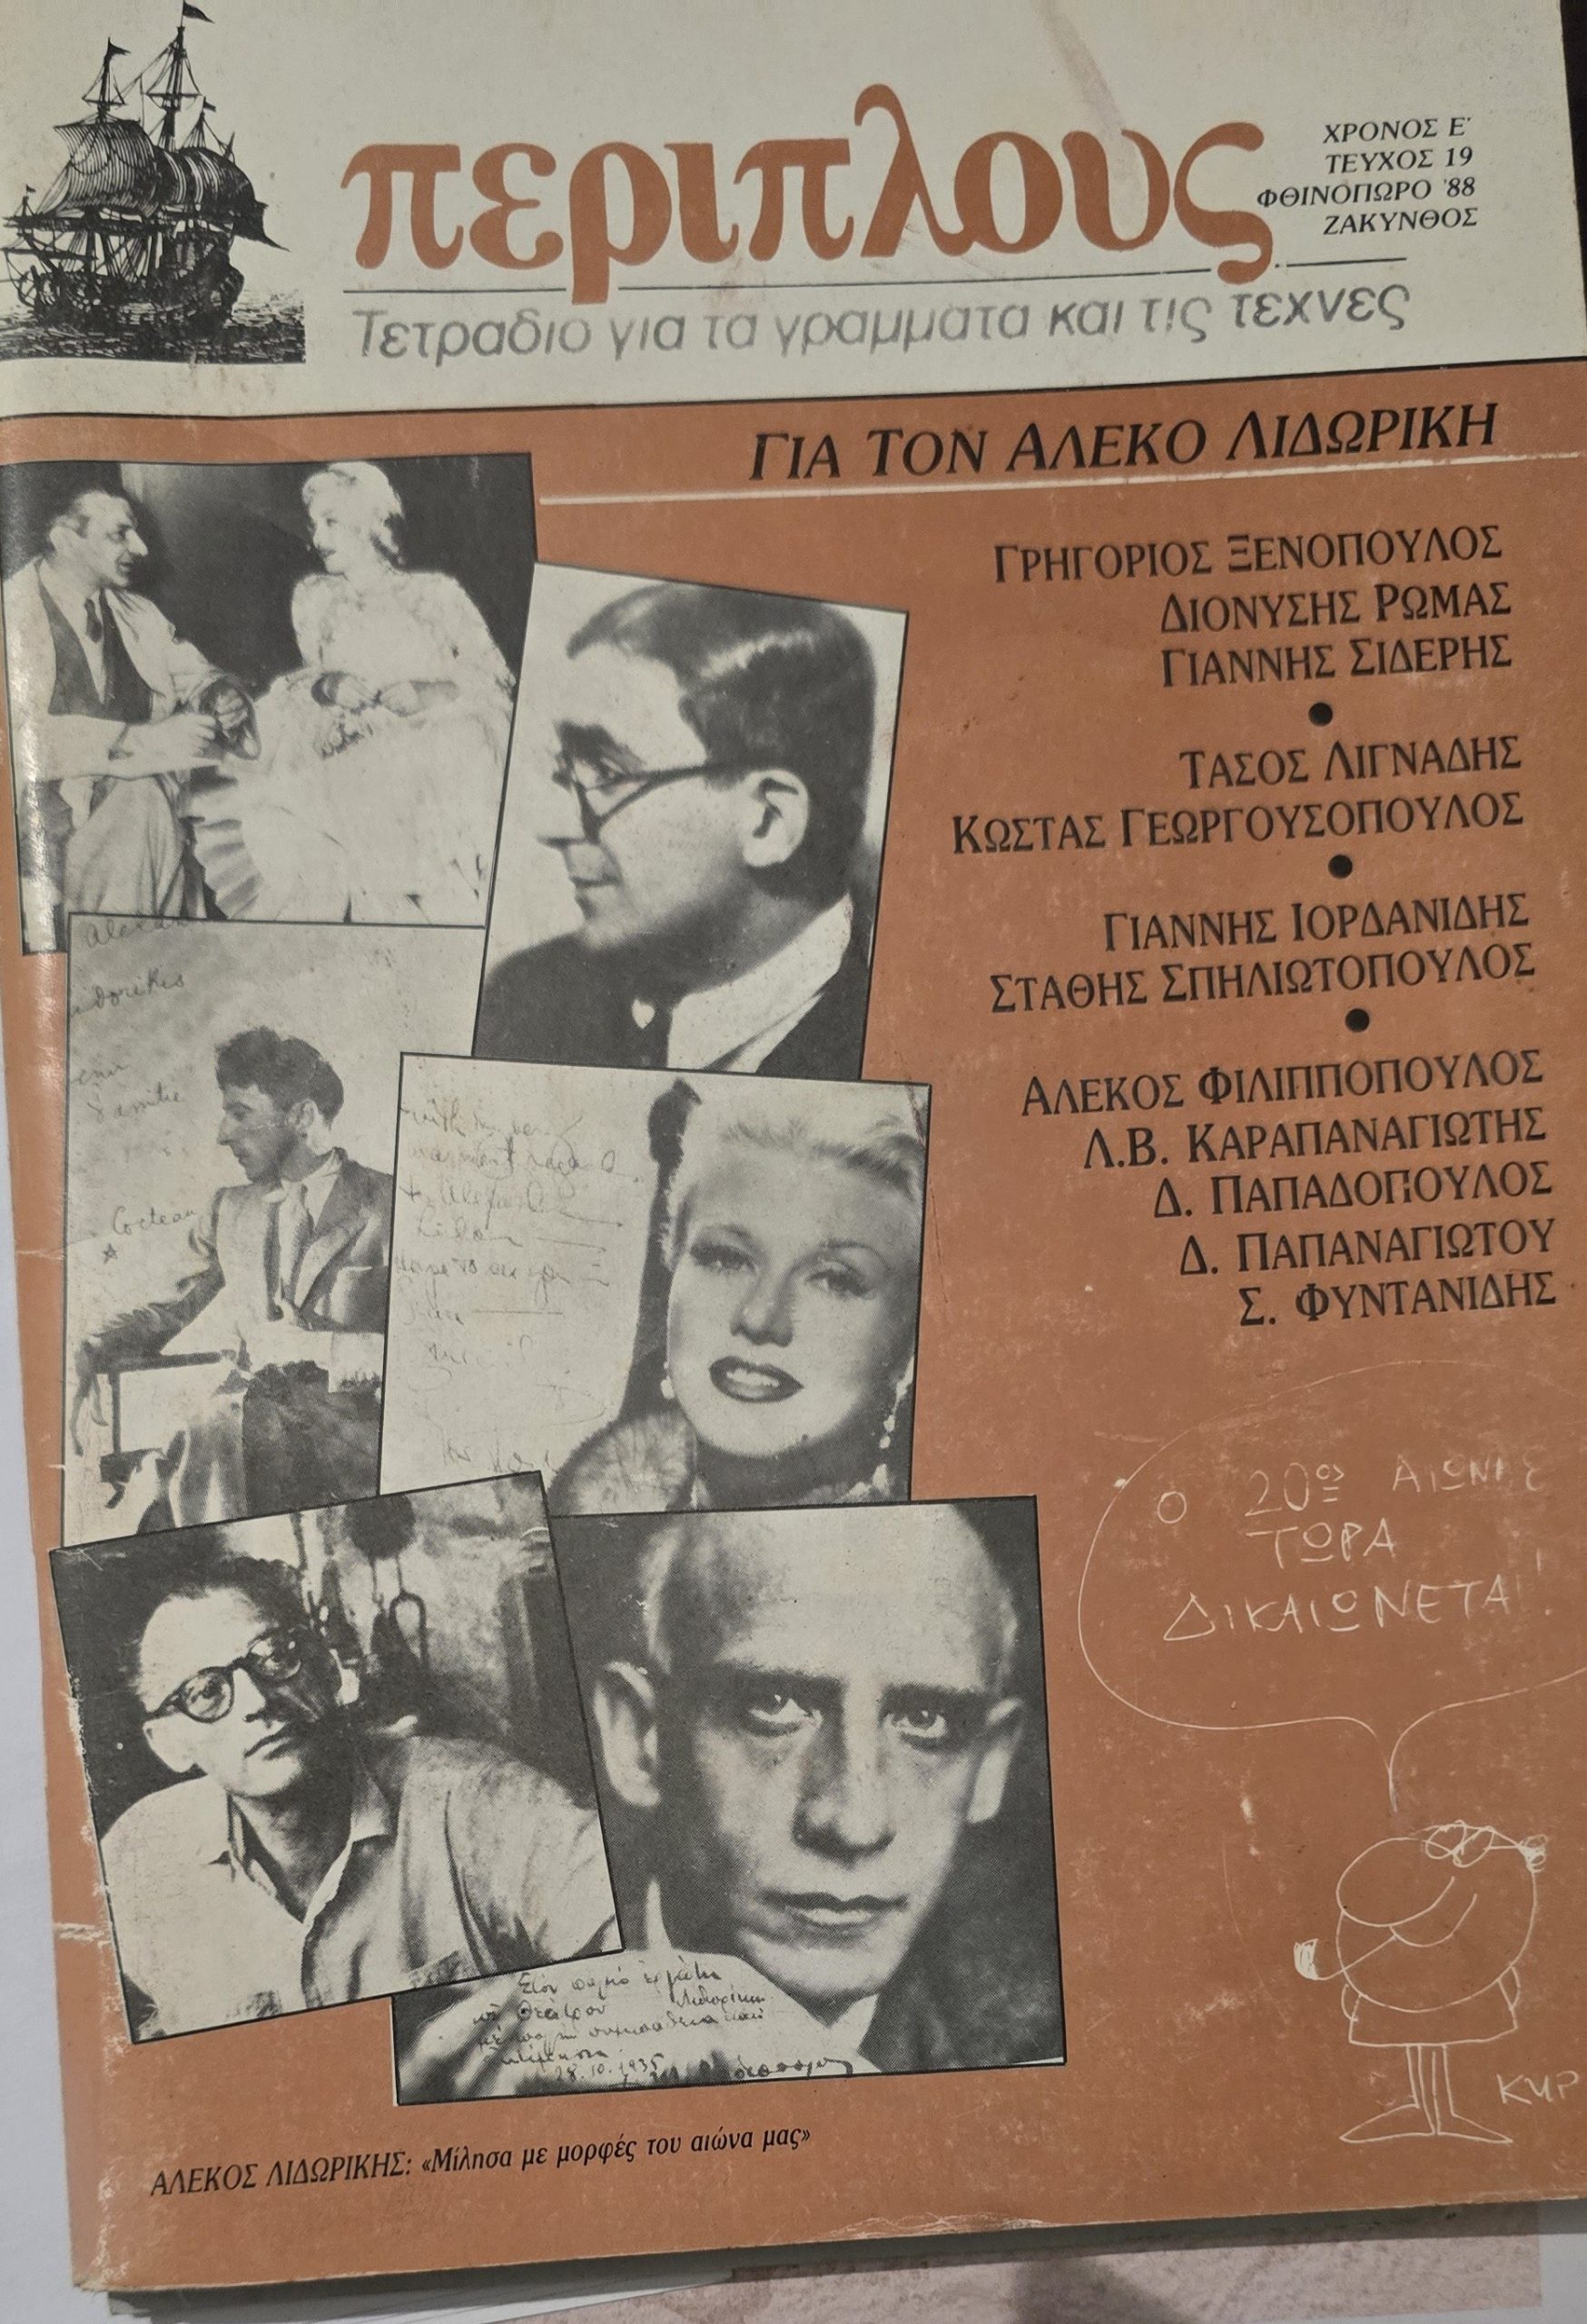 περιπλους
ΧΡΟΝΟΣ Ε'
ΤΕΥΧΟΣ 19
ΦΘΙΝΟΠΩΡΟ '88
ΖΑΚΥΝΘΟΣ
Τετραδιο για τα γραμματα και τις τεχνες
ΓΙΑ ΤΟΝ ΑΛΕΚΟ ΛΙΔΩΡΙΚΗ
ΓΡΗΓΟΡΙΟΣ ΞΕΝΟΠΟΥΛΟΣ
ΔΙΟΝΥΣΗΣ ΡΩΜΑΣ
ΓΙΑΝΝΗΣ ΣΙΔΕΡΗΣ
ΤΑΣΟΣ ΛΙΓΝΑΔΗΣ
ΚΩΣΤΑΣ ΓΕΩΡΓΟΥΣΟΠΟΥΛΟΣ
ΓΙΑΝΝΗΣ ΙΟΡΔΑΝΙΔΗΣ
ΣΤΑΘΗΣ ΣΠΗΛΙΩΤΟΠΟΥΛΟΣ
ΑΛΕΚΟΣ ΦΙΛΙΠΠΟΠΟΥΛΟΣ
Λ.Β. ΚΑΡΑΠΑΝΑΓΙΩΤΗΣ
Δ. ΠΑΠΑΔΟΠΟΥΛΟΣ
Δ. ΠΑΠΑΝΑΓΙΩΤΟΥ
Σ. ΦΥΝΤΑΝΙΔΗΣ
Cocteau
Ο 20ος ΑΙΩΝΑΣ
ΤΩΡΑ
ΔΙΚΑΙΩΝΕΤΑΙ!
ΚΥΡ
Θεάτρου
28.10.1935
ΑΛΕΚΟΣ ΛΙΔΩΡΙΚΗΣ: «Μίλησα με μορφές του αιώνα μας»